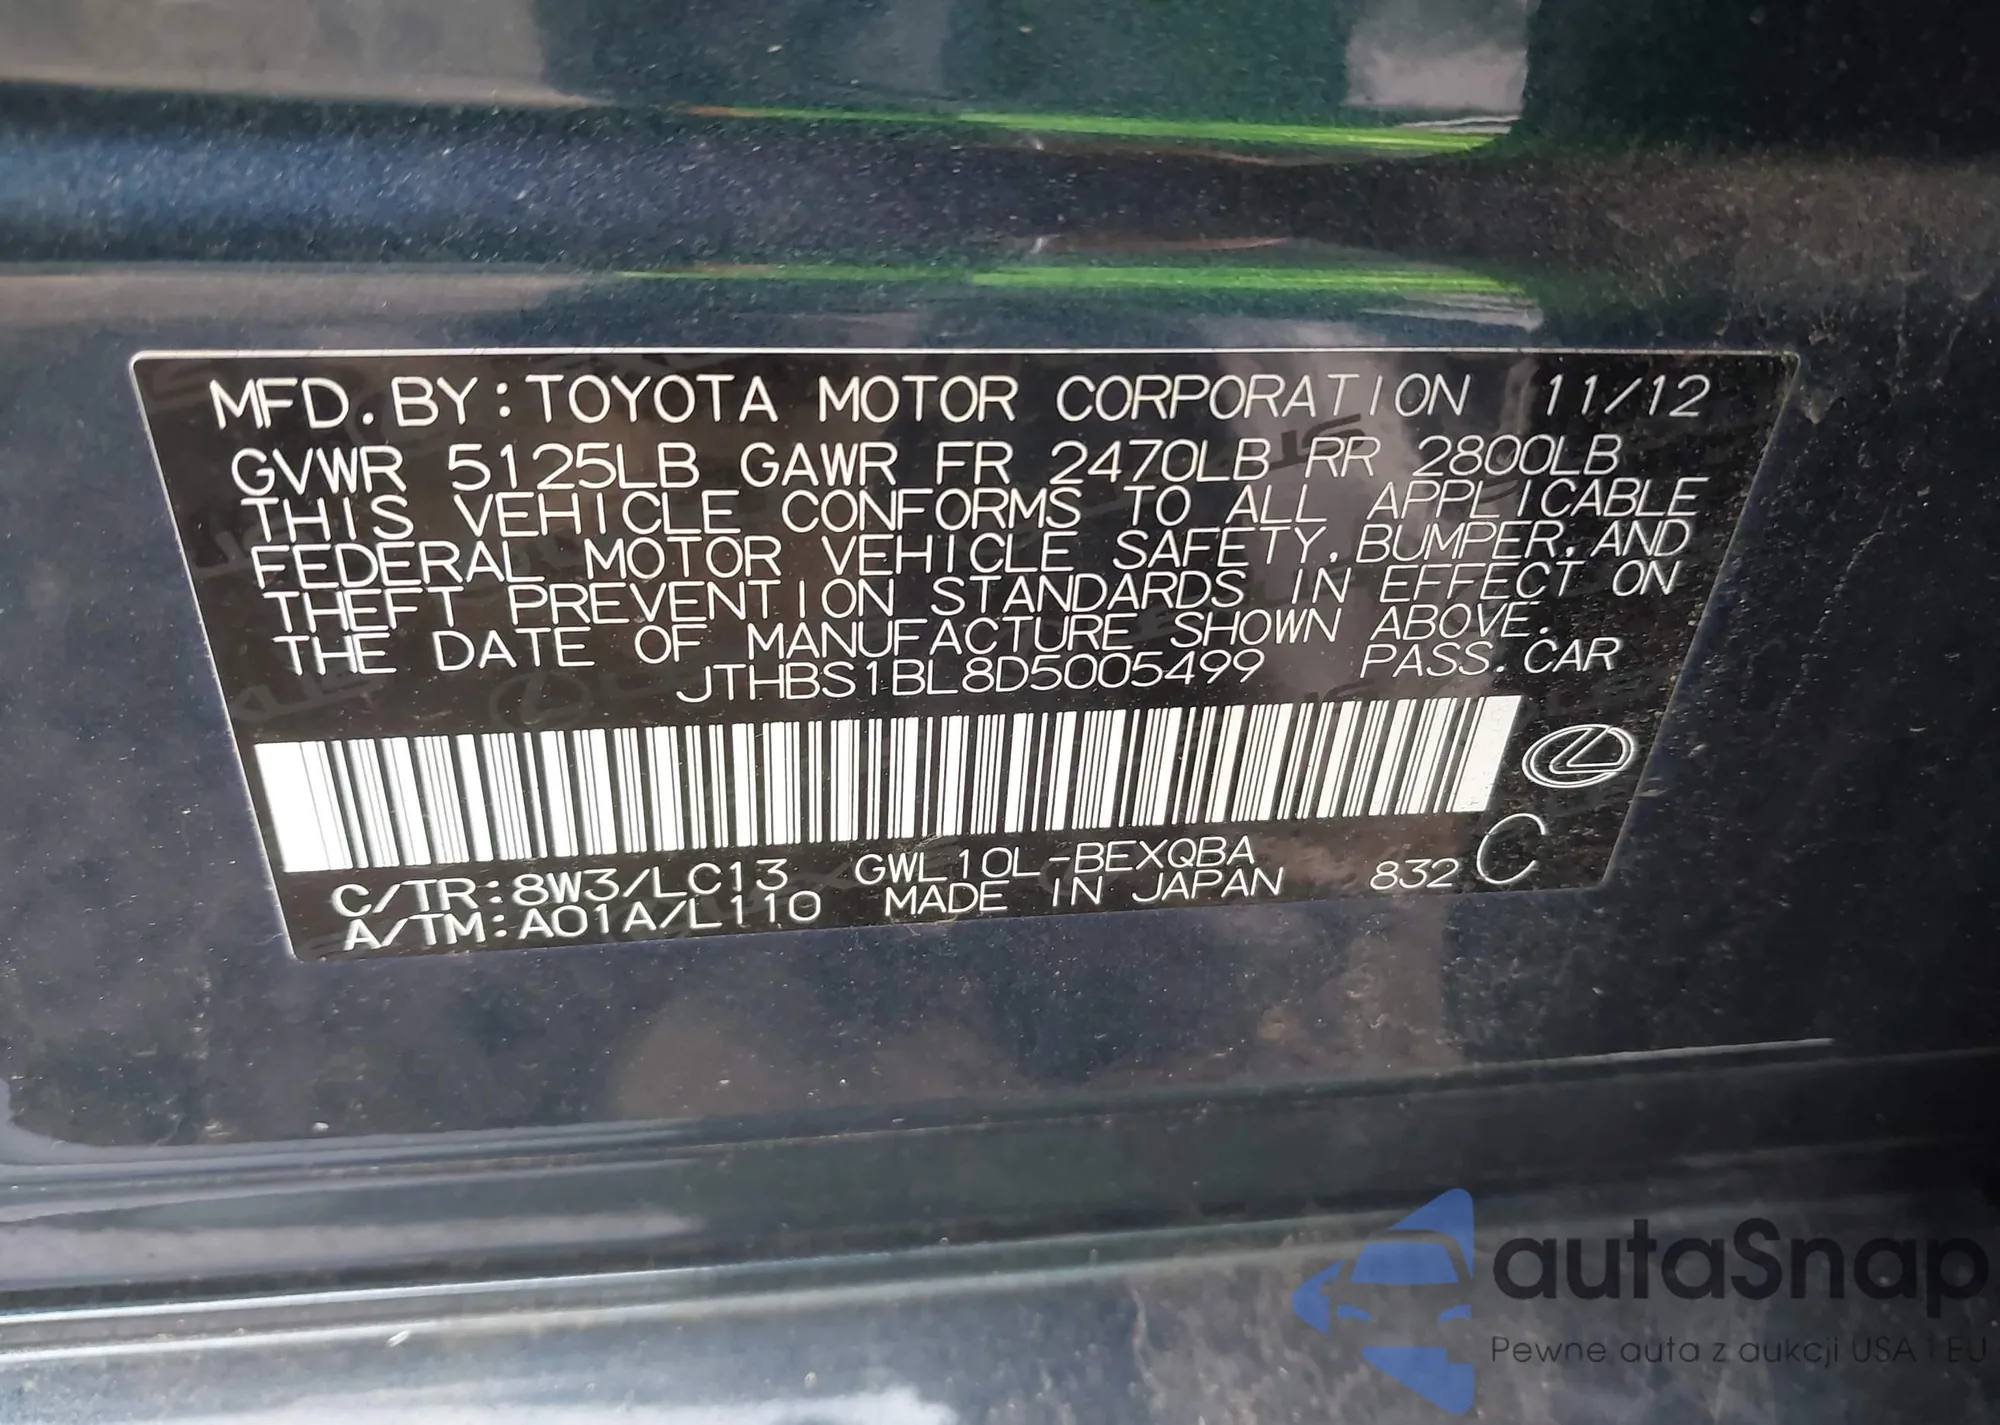 MFD. BY: TOYOTA MOTOR CORPORATION 11/12
GVWR 5125LB GAWR FR 2470LB RR 2800LB
THIS VEHICLE CONFORMS TO ALL APPLICABLE
FEDERAL MOTOR VEHICLE SAFETY, BUMPER, AND
THEFT PREVENTION STANDARDS IN EFFECT ON
THE DATE OF MANUFACTURE SHOWN ABOVE.
JTHBS1BL8D5005499 PASS. CAR
C/TR: 8W3/LC13 GWL10L-BEXQBA 832 C
A/TM: A01A/L110 MADE IN JAPAN
autaSnap
Pewne auta z aukcji USA i EU